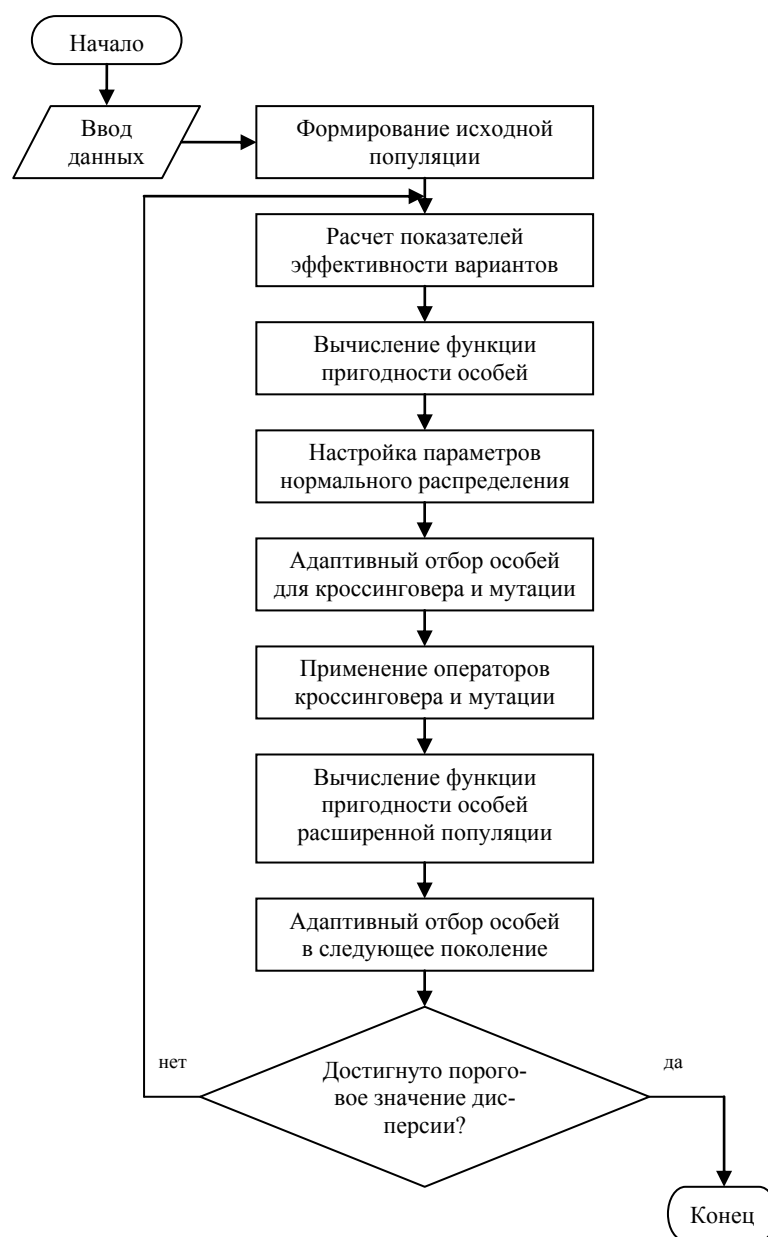 Начало
Ввод
данных
Формирование исходной
популяции
Расчет показателей
эффективности вариантов
Вычисление функции
пригодности особей
Настройка параметров
нормального распределения
Адаптивный отбор особей
для кроссинговера и мутации
Применение операторов
кроссинговера и мутации
Вычисление функции
пригодности особей
расширенной популяции
Адаптивный отбор особей
в следующее поколение
нет
да
Достигнуто порого-
вое значение дис-
персии?
Конец